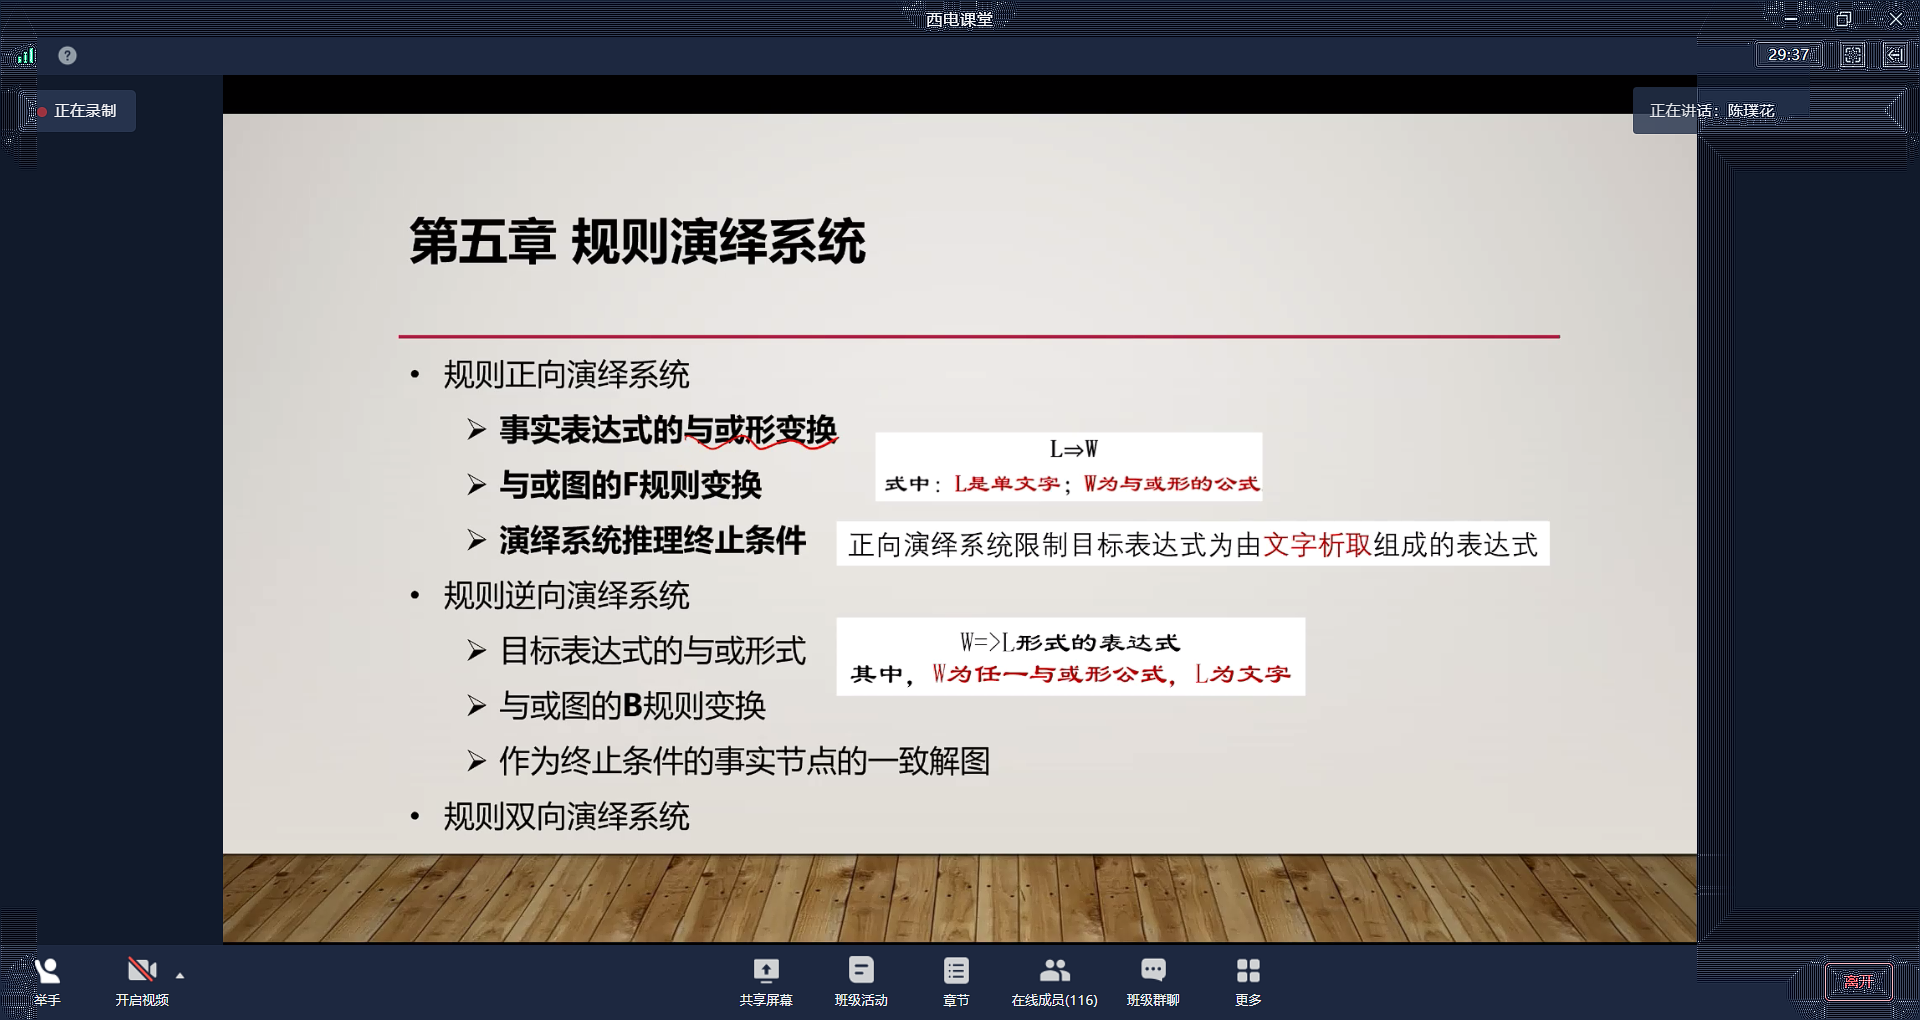 西电课堂
29:37
正在录制
正在讲话：陈璞花
第五章 规则演绎系统
• 规则正向演绎系统
➢ 事实表达式的与或形变换
L⇒W
➢ 与或图的F规则变换
式中：L是单文字；W为与或形的公式
➢ 演绎系统推理终止条件
正向演绎系统限制目标表达式为由文字析取组成的表达式
• 规则逆向演绎系统
➢ 目标表达式的与或形式
W=>L形式的表达式
其中，W为任一与或形公式，L为文字
➢ 与或图的B规则变换
➢ 作为终止条件的事实节点的一致解图
• 规则双向演绎系统
举手
开启视频
共享屏幕
班级活动
章节
在线成员(116)
班级群聊
更多
离开